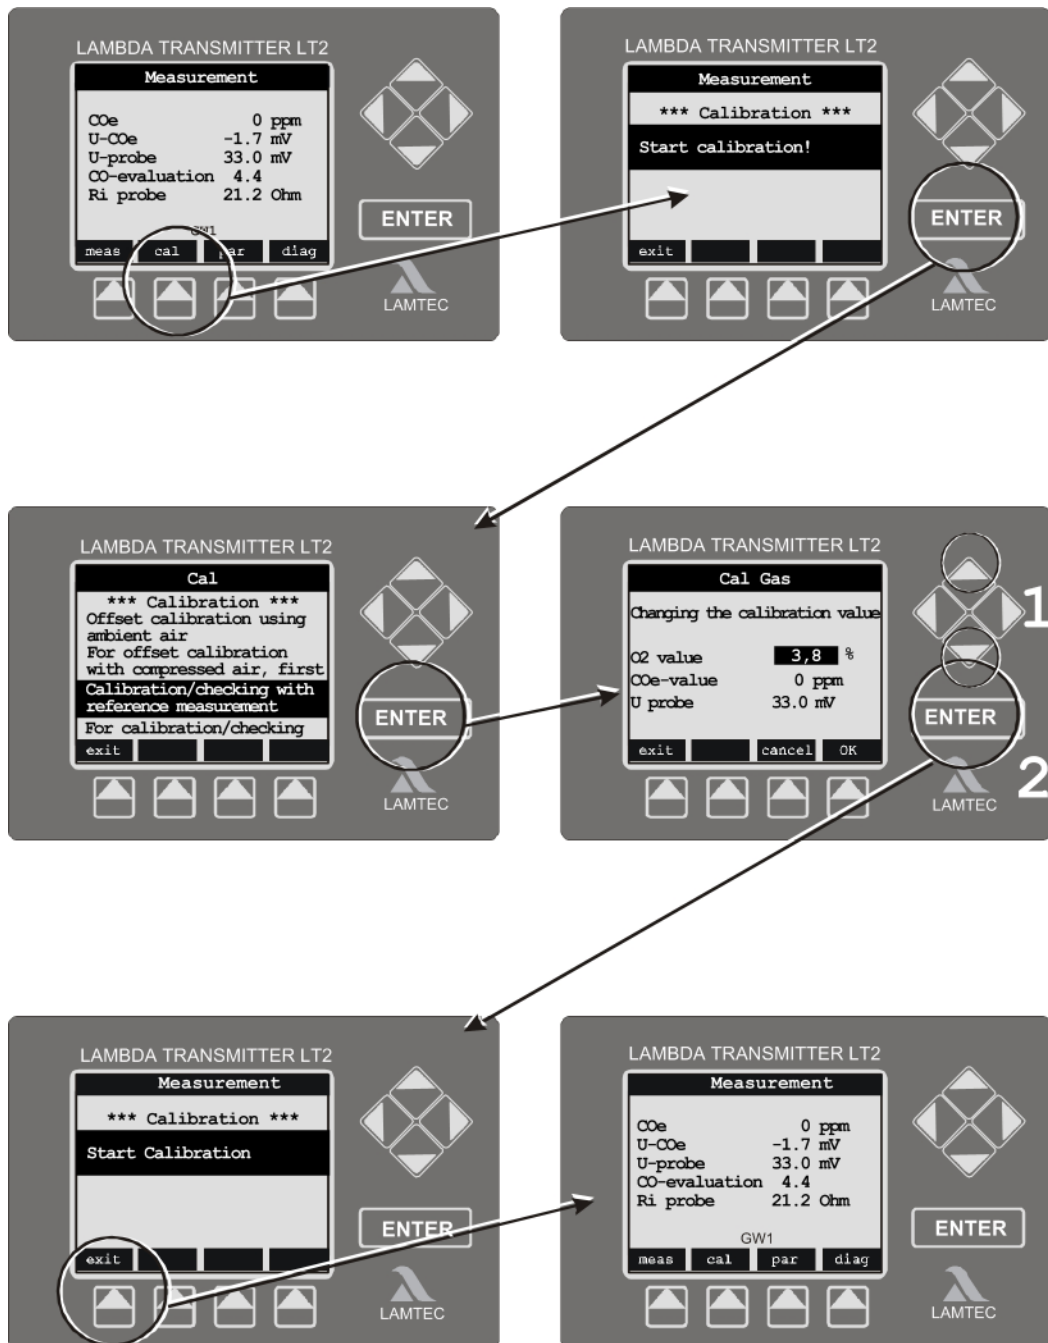 LAMBDA TRANSMITTER LT2
Measurement
COe 0 ppm
U-COe -1.7 mV
U-probe 33.0 mV
CO-evaluation 4.4
Ri probe 21.2 Ohm
GW1
meas cal par diag
ENTER
LAMTEC
LAMBDA TRANSMITTER LT2
Measurement
*** Calibration ***
Start calibration!
exit
ENTER
LAMTEC
LAMBDA TRANSMITTER LT2
Cal
*** Calibration ***
Offset calibration using
ambient air
For offset calibration
with compressed air, first
Calibration/checking with
reference measurement
For calibration/checking
exit
ENTER
LAMTEC
LAMBDA TRANSMITTER LT2
Cal Gas
Changing the calibration value
O2 value 3,8 %
COe-value 0 ppm
U probe 33.0 mV
exit cancel OK
1
ENTER
2
LAMTEC
LAMBDA TRANSMITTER LT2
Measurement
*** Calibration ***
Start Calibration
exit
ENTER
LAMTEC
LAMBDA TRANSMITTER LT2
Measurement
COe 0 ppm
U-COe -1.7 mV
U-probe 33.0 mV
CO-evaluation 4.4
Ri probe 21.2 Ohm
GW1
meas cal par diag
ENTER
LAMTEC